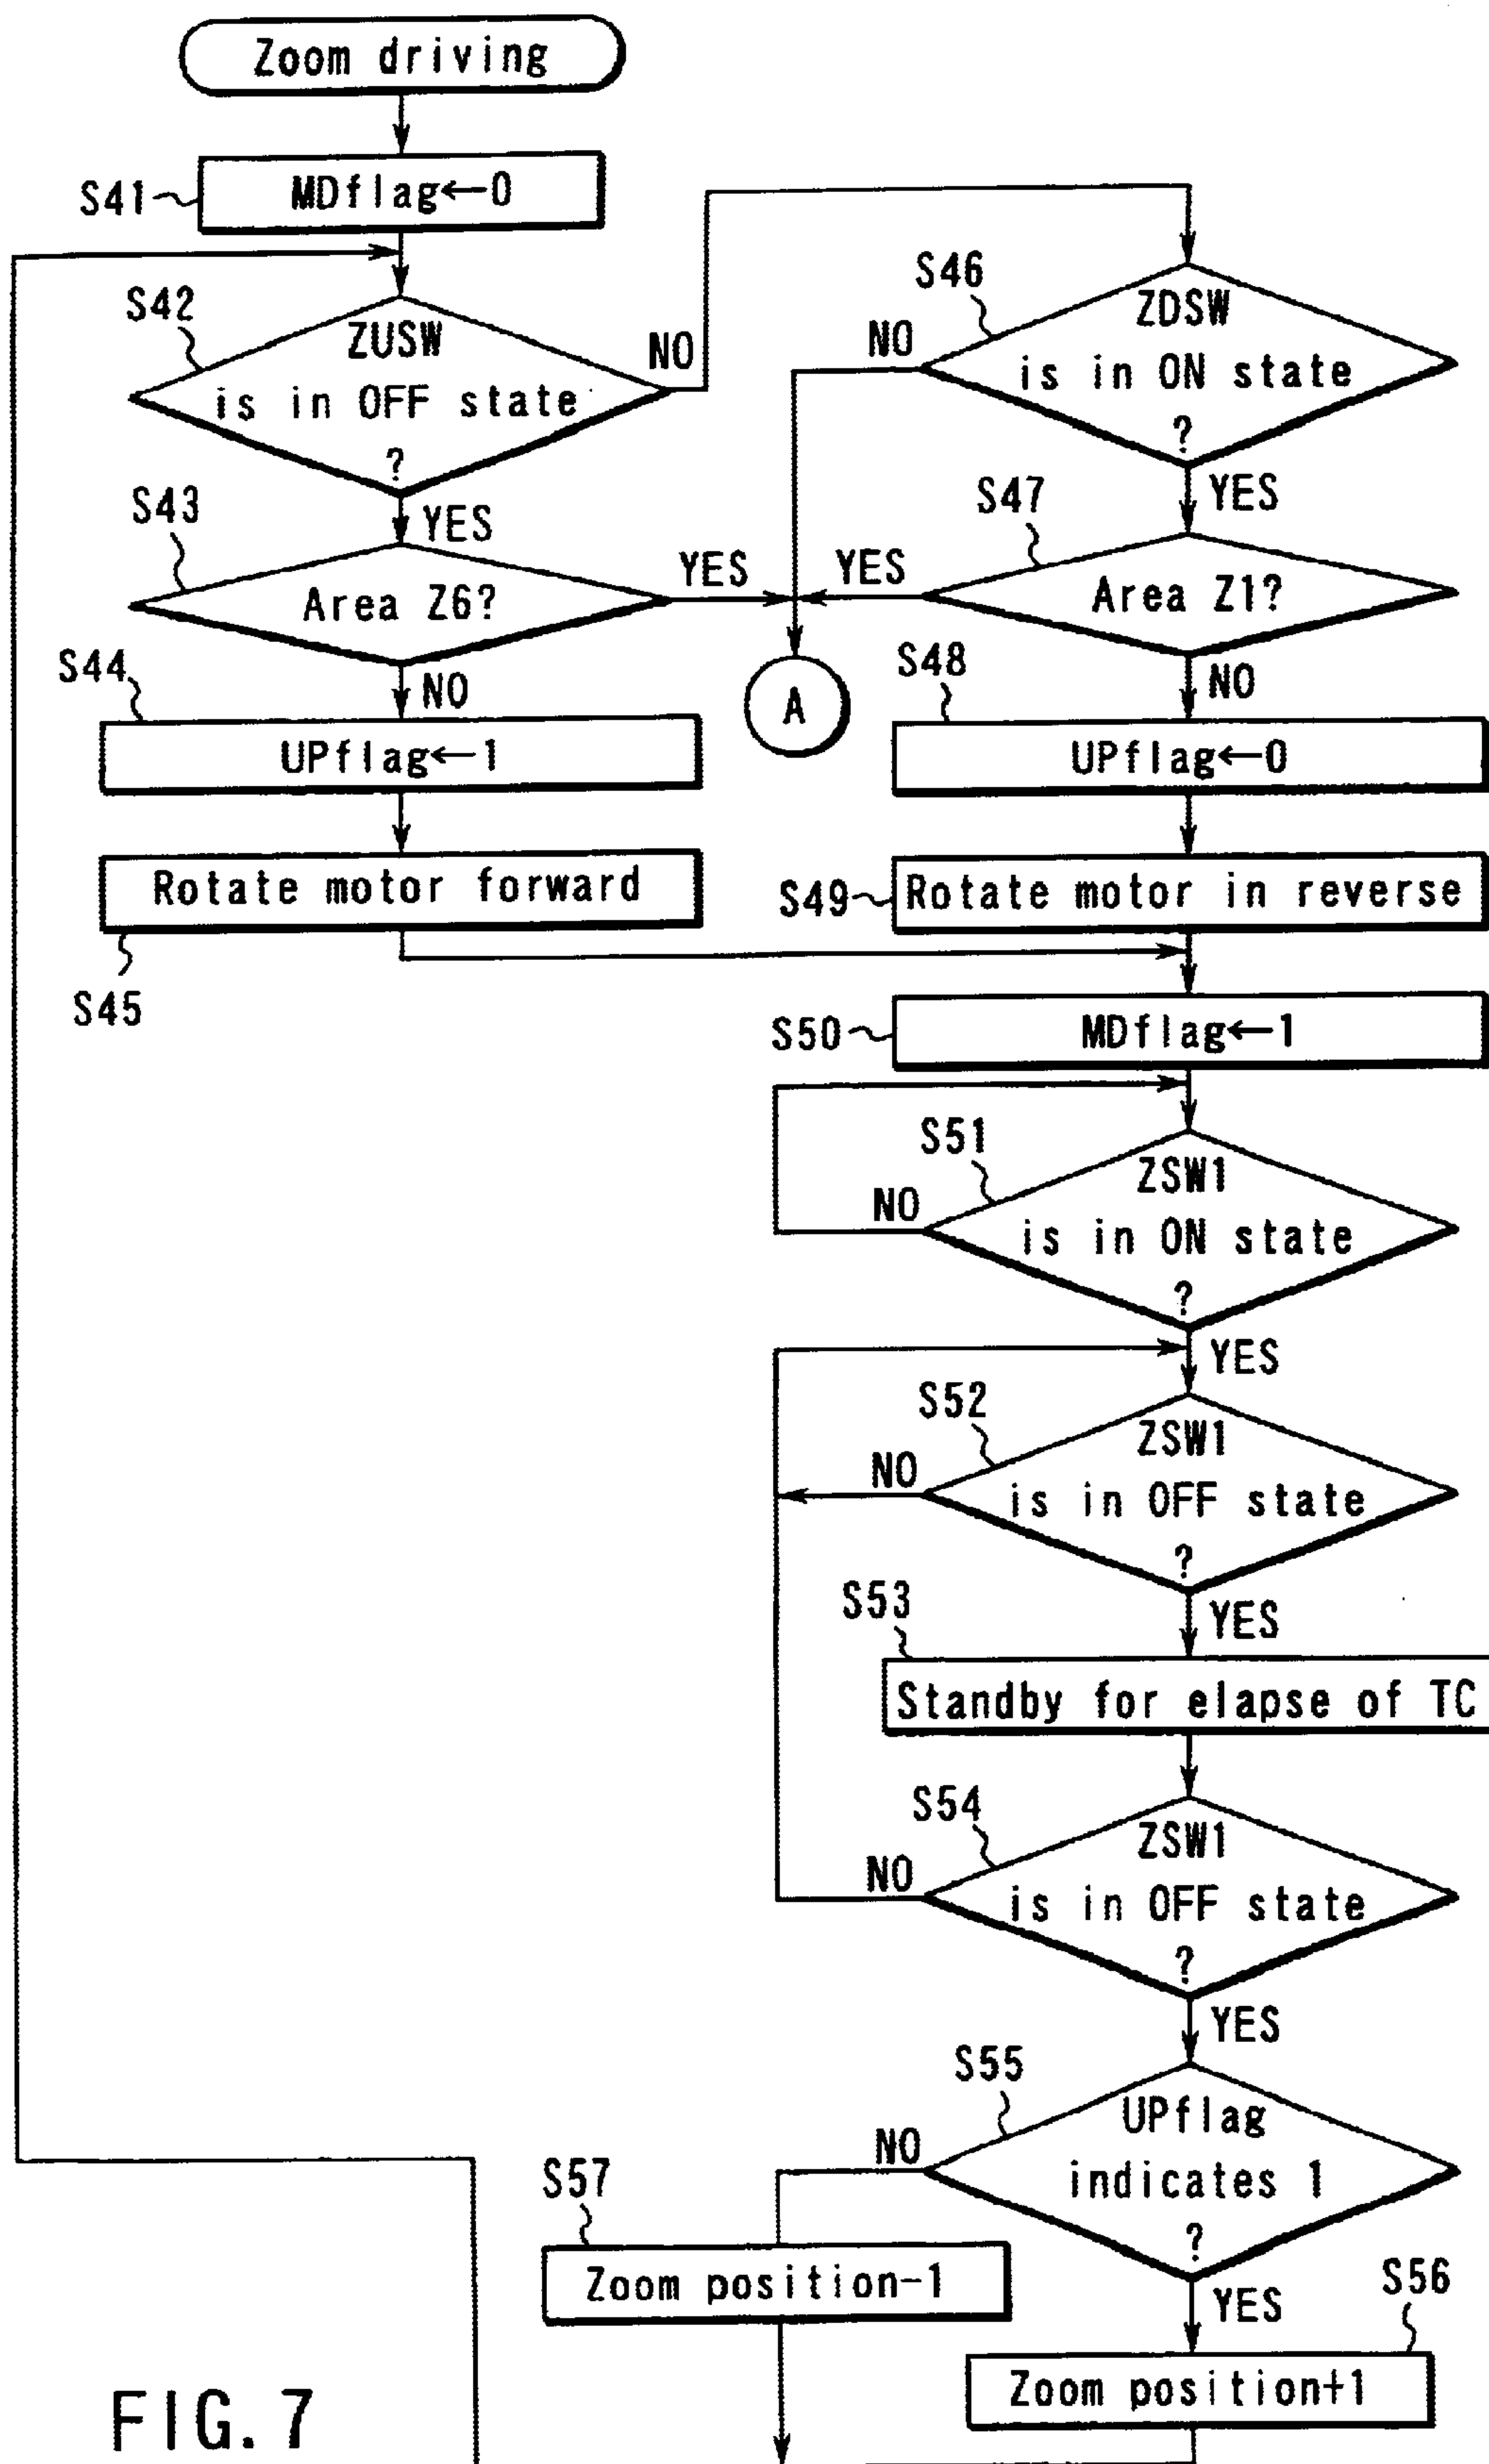 Zoom driving
S41
MDflag←0
S42
ZUSW
is in OFF state
?
NO
YES
S43
Area Z6?
YES
NO
S44
UPflag←1
Rotate motor forward
S45
S46
ZDSW
is in ON state
?
NO
YES
S47
Area Z1?
YES
NO
A
S48
UPflag←0
S49
Rotate motor in reverse
S50
MDflag←1
S51
ZSW1
is in ON state
?
NO
YES
S52
ZSW1
is in OFF state
?
NO
YES
S53
Standby for elapse of TC
S54
ZSW1
is in OFF state
?
NO
YES
S55
UPflag
indicates 1
?
NO
YES
S57
Zoom position-1
S56
Zoom position+1
FIG. 7